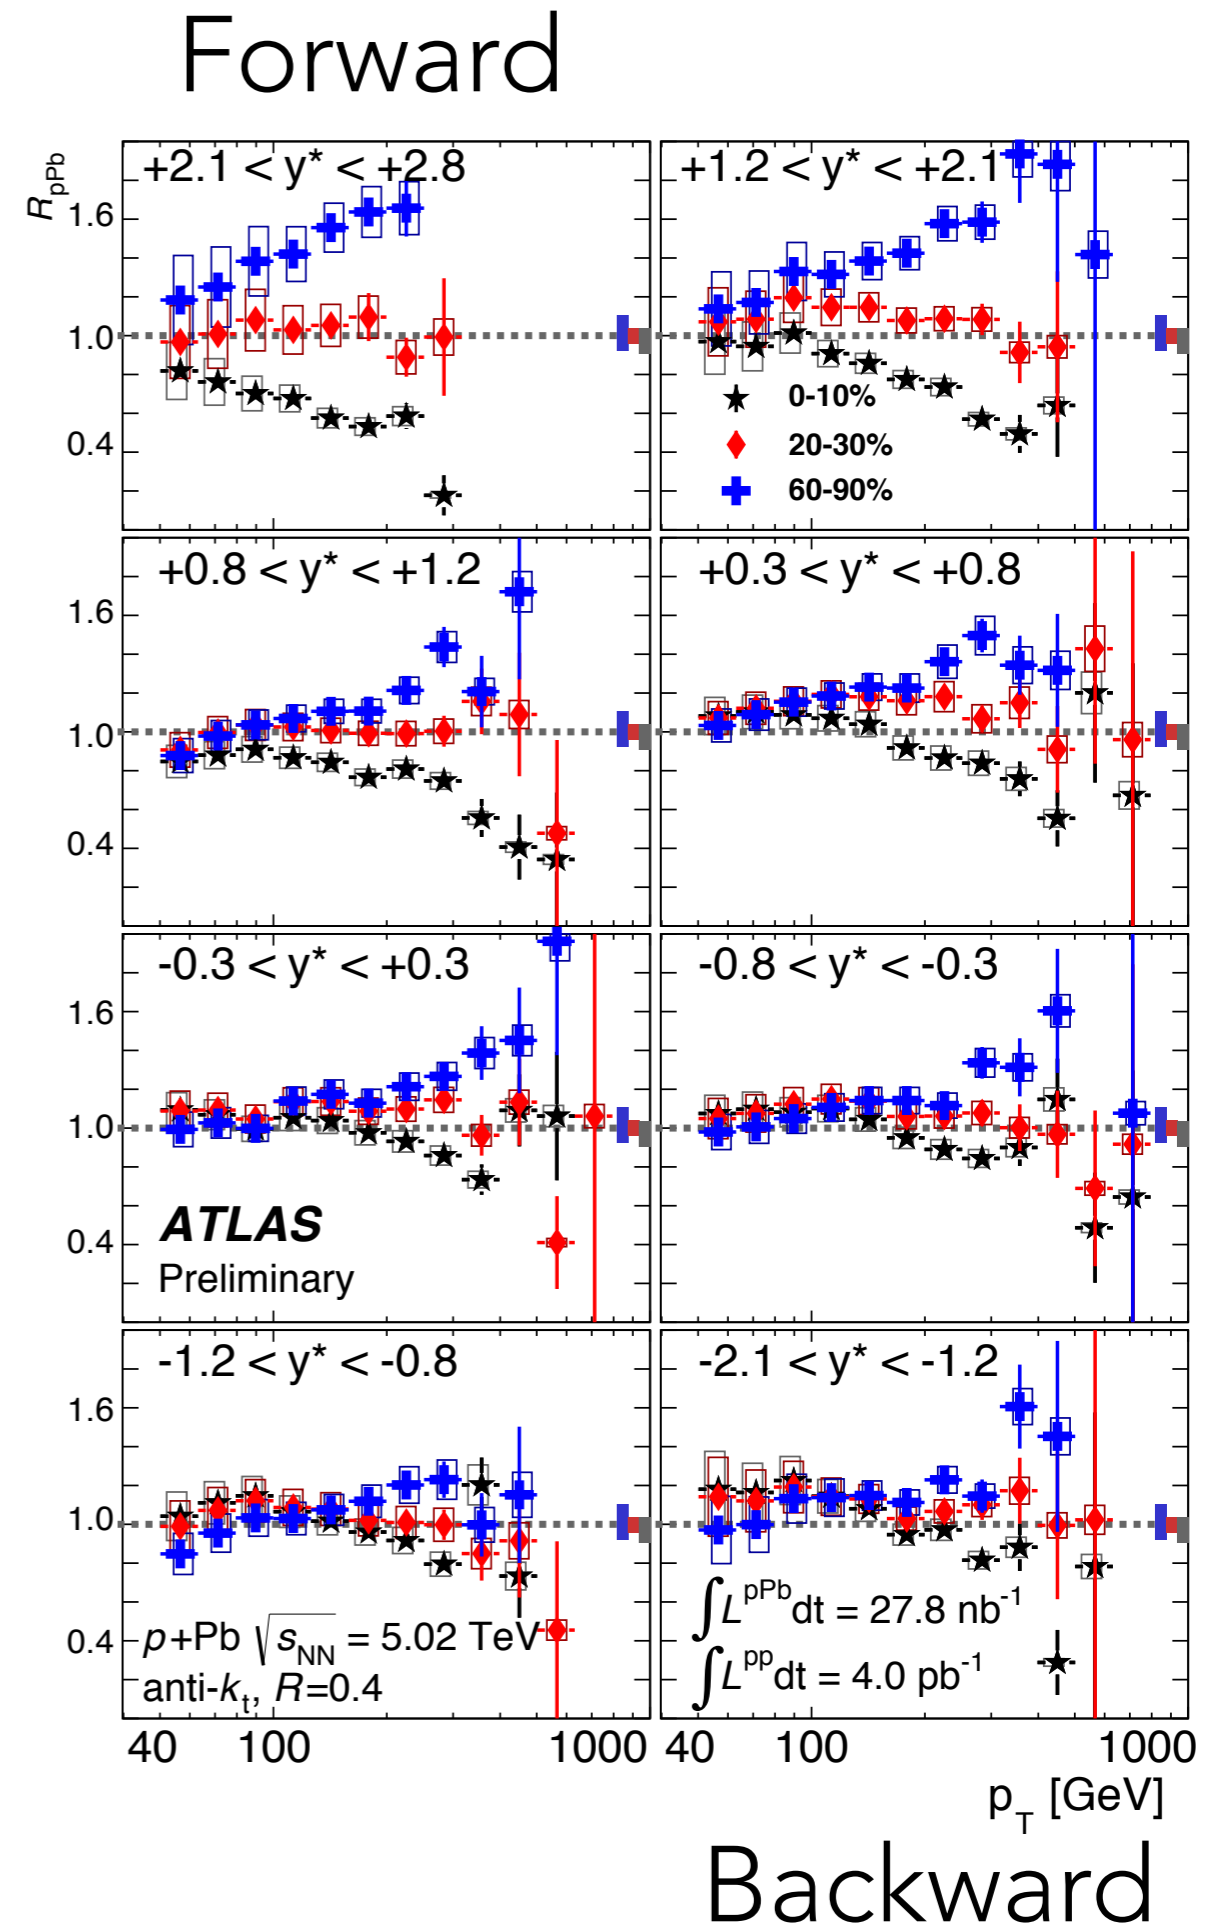 Forward
R_pPb
+2.1 < y* < +2.8
+1.2 < y* < +2.1
1.6
1.0
0.4
0-10%
20-30%
60-90%
+0.8 < y* < +1.2
+0.3 < y* < +0.8
1.6
1.0
0.4
-0.3 < y* < +0.3
-0.8 < y* < -0.3
1.6
1.0
0.4
ATLAS
Preliminary
-1.2 < y* < -0.8
-2.1 < y* < -1.2
1.6
1.0
0.4
p+Pb √s_NN = 5.02 TeV
anti-k_t, R=0.4
∫L^pPb dt = 27.8 nb^-1
∫L^pp dt = 4.0 pb^-1
40 100 1000 40 100 1000
p_T [GeV]
Backward